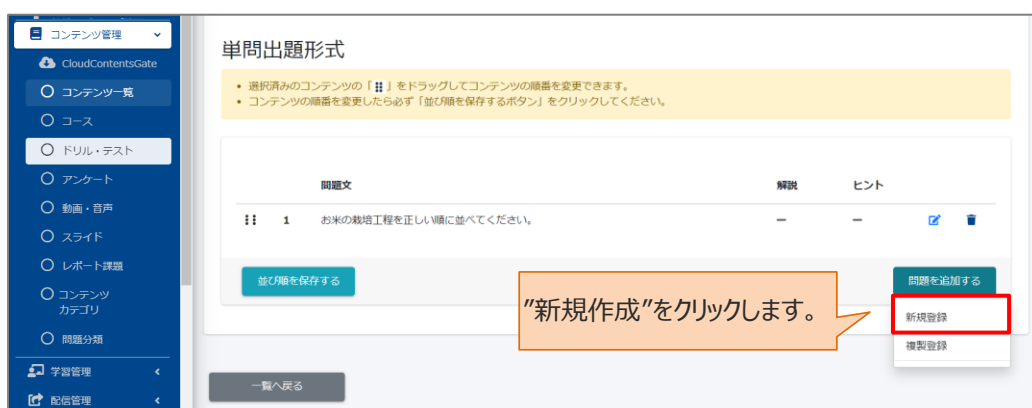 コンテンツ管理
CloudContentsGate
コンテンツ一覧
コース
ドリル・テスト
アンケート
動画・音声
スライド
レポート課題
コンテンツ
カテゴリ
問題分類
学習管理
配信管理
単問出題形式
• 選択済みのコンテンツの「⠿」をドラッグしてコンテンツの順番を変更できます。
• コンテンツの順番を変更したら必ず「並び順を保存するボタン」をクリックしてください。
問題文 解説 ヒント
1 お米の栽培工程を正しい順に並べてください。 ー ー
並び順を保存する
問題を追加する
”新規作成”をクリックします。
新規登録
複製登録
一覧へ戻る